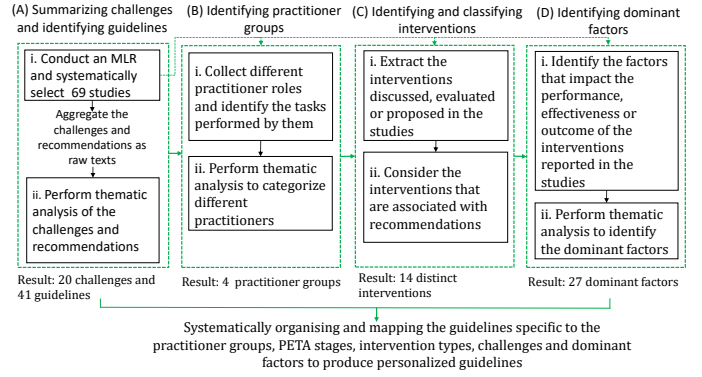 (A) Summarizing challenges
and identifying guidelines
i. Conduct an MLR
and systematically
select 69 studies
Aggregate the
challenges and
recommendations as
raw texts
ii. Perform thematic
analysis of the
challenges and
recommendations
Result: 20 challenges and
41 guidelines
(B) Identifying practitioner
groups
i. Collect different
practitioner roles
and identify the tasks
performed by them
ii. Perform thematic
analysis to categorize
different
practitioners
Result: 4 practitioner groups
(C) Identifying and classifying
interventions
i. Extract the
interventions
discussed, evaluated
or proposed in the
studies
ii. Consider the
interventions that
are associated with
recommendations
Result: 14 distinct
interventions
(D) Identifying dominant
factors
i. Identify the factors
that impact the
performance,
effectiveness or
outcome of the
interventions
reported in the
studies
ii. Perform thematic
analysis to identify
the dominant factors
Result: 27 dominant factors
Systematically organising and mapping the guidelines specific to the
practitioner groups, PETA stages, intervention types, challenges and dominant
factors to produce personalized guidelines